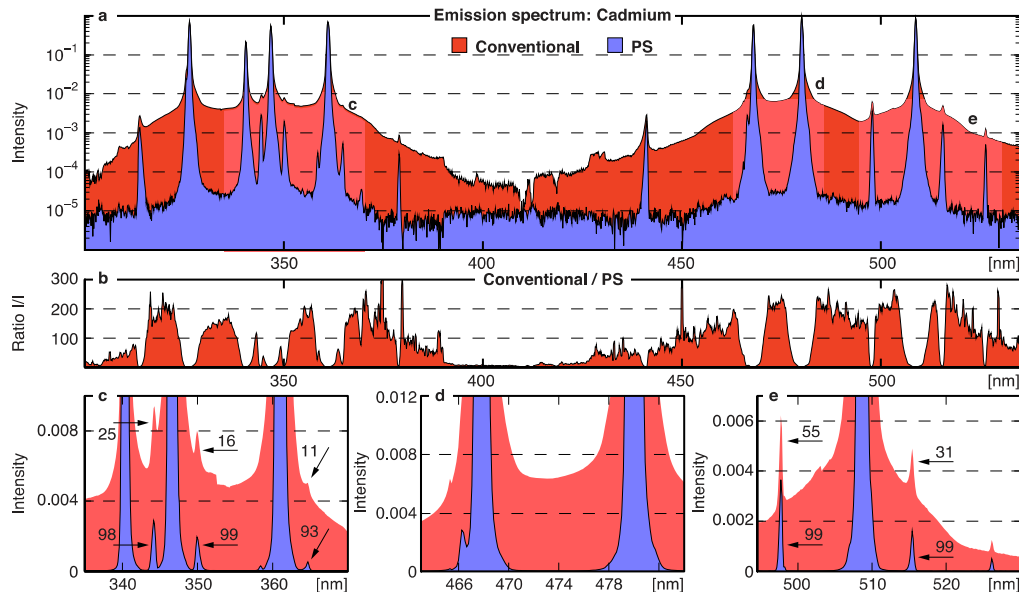 a Emission spectrum: Cadmium
Conventional PS
Intensity
10⁻¹
10⁻²
10⁻³
10⁻⁴
10⁻⁵
c
d
e
350 400 450 500 [nm]
b Conventional / PS
Ratio I/I
300
200
100
350 400 450 500 [nm]
c
Intensity
0.008
0.004
0
25
16
11
98
99
93
340 350 360 [nm]
d
Intensity
0.012
0.008
0.004
0
466 470 474 478 [nm]
e
Intensity
0.006
0.004
0.002
0
55
31
99
99
500 510 520 [nm]